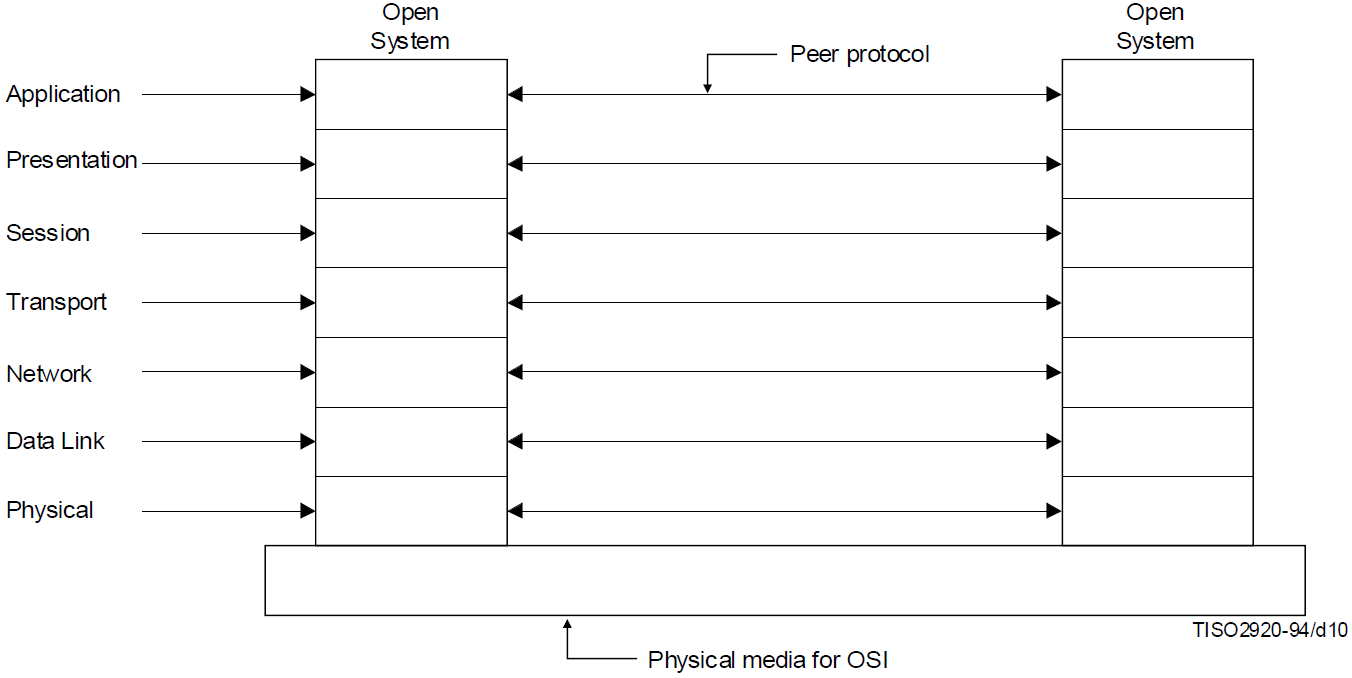 Open
System
Open
System
Peer protocol
Application
Presentation
Session
Transport
Network
Data Link
Physical
TISO2920-94/d10
Physical media for OSI